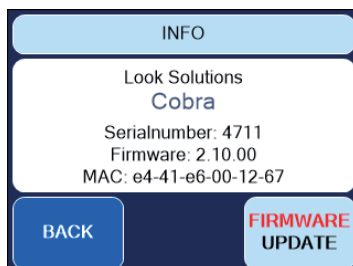 INFO
Look Solutions
Cobra
Serialnumber: 4711
Firmware: 2.10.00
MAC: e4-41-e6-00-12-67
BACK
FIRMWARE
UPDATE